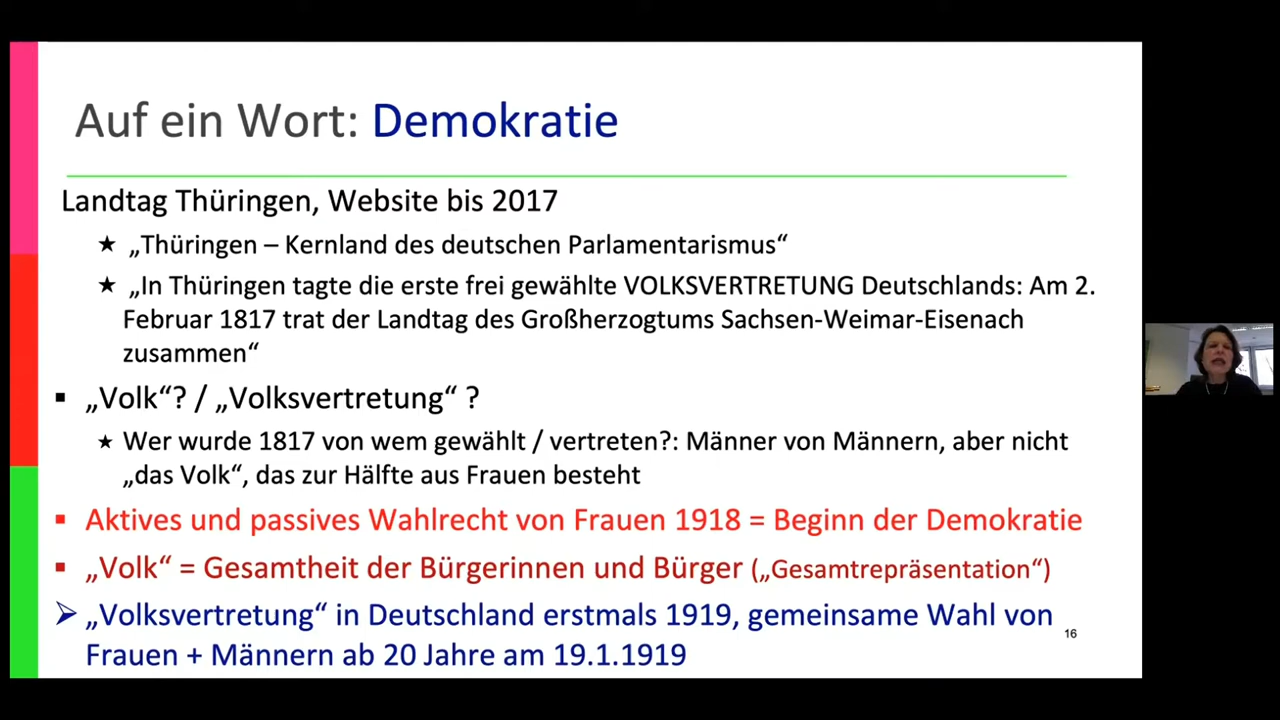 Auf ein Wort: Demokratie
Landtag Thüringen, Website bis 2017
★ „Thüringen – Kernland des deutschen Parlamentarismus“
★ „In Thüringen tagte die erste frei gewählte VOLKSVERTRETUNG Deutschlands: Am 2.
Februar 1817 trat der Landtag des Großherzogtums Sachsen-Weimar-Eisenach
zusammen“
▪ „Volk“? / „Volksvertretung“ ?
★ Wer wurde 1817 von wem gewählt / vertreten?: Männer von Männern, aber nicht
„das Volk“, das zur Hälfte aus Frauen besteht
▪ Aktives und passives Wahlrecht von Frauen 1918 = Beginn der Demokratie
▪ „Volk“ = Gesamtheit der Bürgerinnen und Bürger („Gesamtrepräsentation“)
➢ „Volksvertretung“ in Deutschland erstmals 1919, gemeinsame Wahl von
Frauen + Männern ab 20 Jahre am 19.1.1919
16